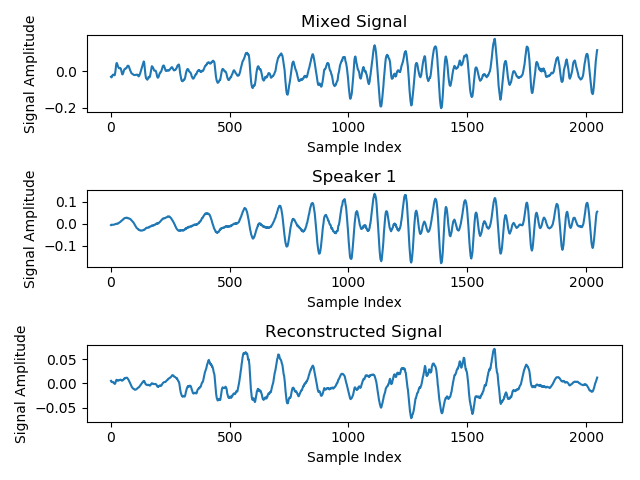 Mixed Signal
Signal Amplitude
0.0
−0.2
0
500
1000
1500
2000
Sample Index
Speaker 1
Signal Amplitude
0.1
0.0
−0.1
0
500
1000
1500
2000
Sample Index
Reconstructed Signal
Signal Amplitude
0.05
0.00
−0.05
0
500
1000
1500
2000
Sample Index